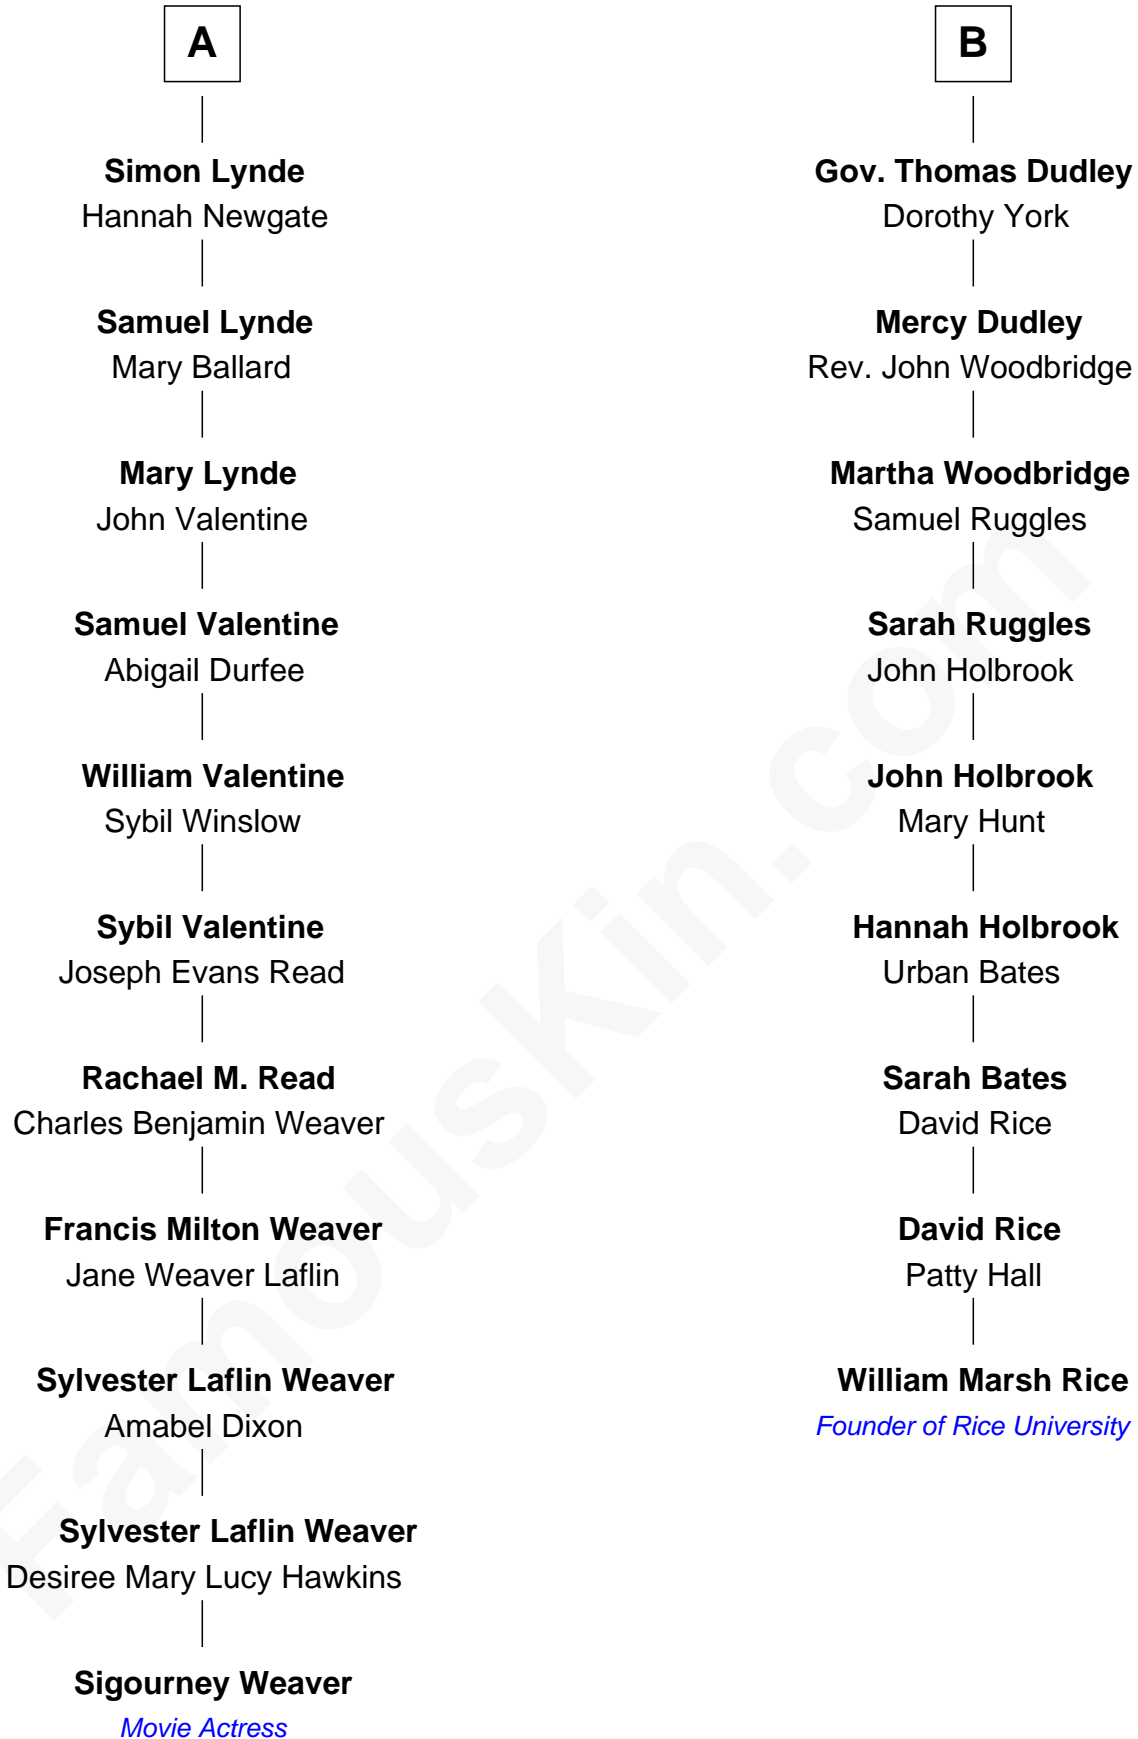 A
Simon Lynde
Hannah Newgate
Samuel Lynde
Mary Ballard
Mary Lynde
John Valentine
Samuel Valentine
Abigail Durfee
William Valentine
Sybil Winslow
Sybil Valentine
Joseph Evans Read
Rachael M. Read
Charles Benjamin Weaver
Francis Milton Weaver
Jane Weaver Laflin
Sylvester Laflin Weaver
Amabel Dixon
Sylvester Laflin Weaver
Desiree Mary Lucy Hawkins
Sigourney Weaver
Movie Actress
B
Gov. Thomas Dudley
Dorothy York
Mercy Dudley
Rev. John Woodbridge
Martha Woodbridge
Samuel Ruggles
Sarah Ruggles
John Holbrook
John Holbrook
Mary Hunt
Hannah Holbrook
Urban Bates
Sarah Bates
David Rice
David Rice
Patty Hall
William Marsh Rice
Founder of Rice University
FamousKin.com